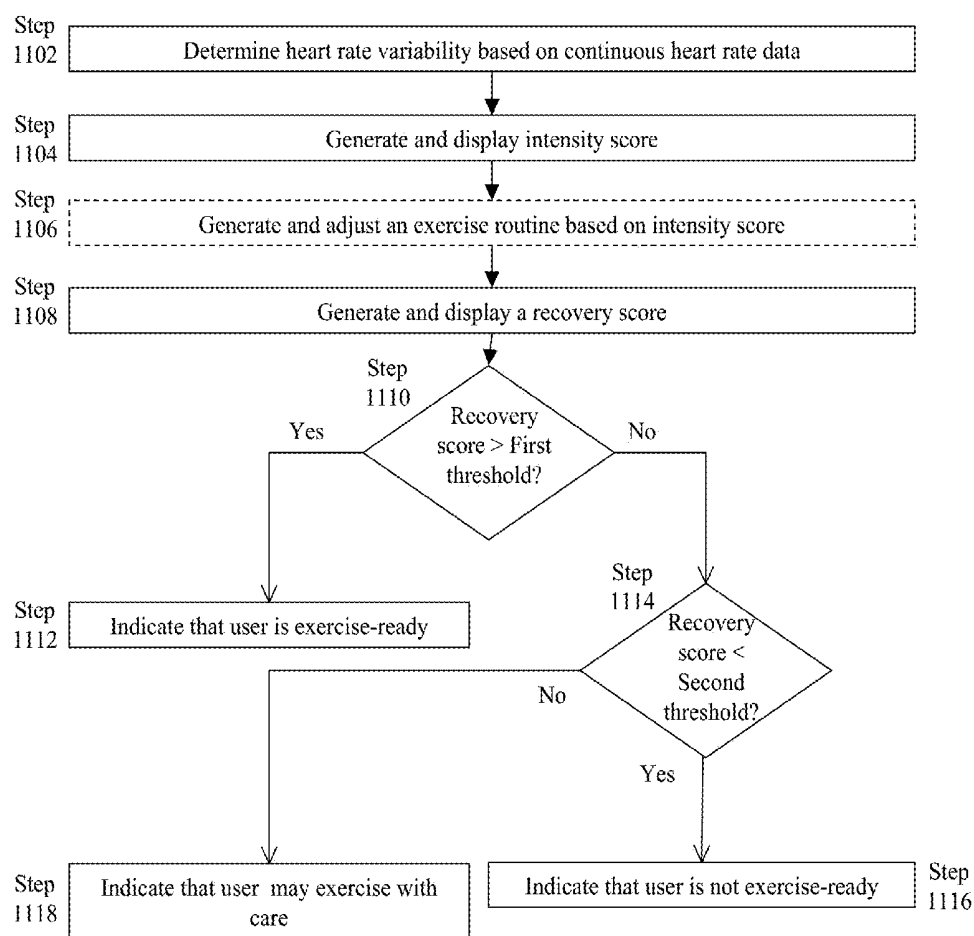 Step
1102
Determine heart rate variability based on continuous heart rate data
Step
1104
Generate and display intensity score
Step
1106
Generate and adjust an exercise routine based on intensity score
Step
1108
Generate and display a recovery score
Step
1110
Recovery
score > First
threshold?
Yes
No
Step
1112
Indicate that user is exercise-ready
Step
1114
Recovery
score <
Second
threshold?
No
Yes
Step
1118
Indicate that user may exercise with
care
Indicate that user is not exercise-ready
Step
1116